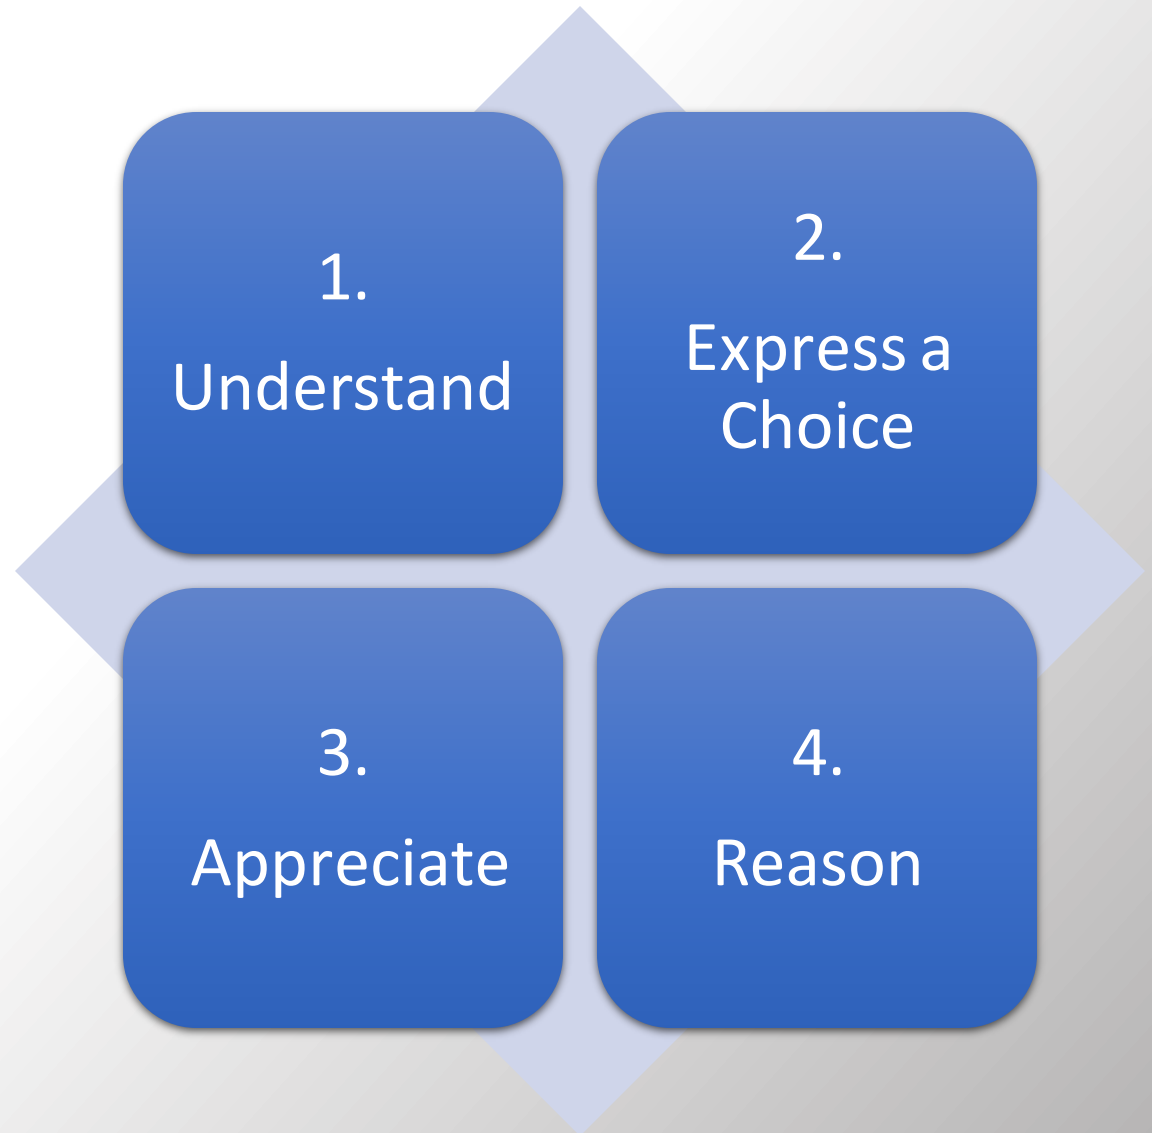 1.
Understand
2.
Express a
Choice
3.
Appreciate
4.
Reason